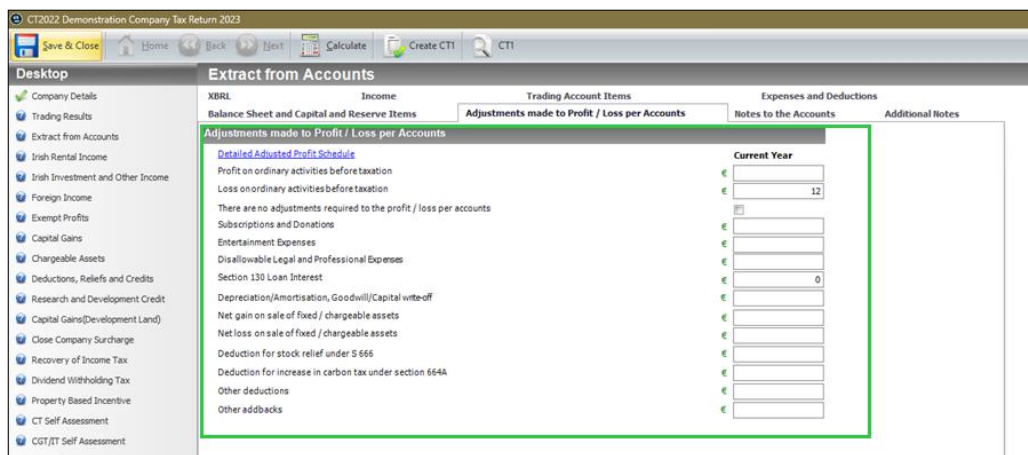 CT2022 Demonstration Company Tax Return 2023
Save & Close Home Back Next Calculate Create CT1 CT1
Desktop
Company Details
Trading Results
Extract from Accounts
Irish Rental Income
Irish Investment and Other Income
Foreign Income
Exempt Profits
Capital Gains
Chargeable Assets
Deductions, Reliefs and Credits
Research and Development Credit
Capital Gains(Development Land)
Close Company Surcharge
Recovery of Income Tax
Dividend Withholding Tax
Property Based Incentive
CT Self Assessment
CGT/IT Self Assessment
Extract from Accounts
XBRL Income Trading Account Items Expenses and Deductions
Balance Sheet and Capital and Reserve Items Adjustments made to Profit / Loss per Accounts Notes to the Accounts Additional Notes
Adjustments made to Profit / Loss per Accounts
Detailed Adjusted Profit Schedule Current Year
Profit on ordinary activities before taxation €
Loss on ordinary activities before taxation € 12
There are no adjustments required to the profit / loss per accounts
Subscriptions and Donations €
Entertainment Expenses €
Disallowable Legal and Professional Expenses €
Section 130 Loan Interest € 0
Depreciation/Amortisation, Goodwill/Capital write-off €
Net gain on sale of fixed / chargeable assets €
Net loss on sale of fixed / chargeable assets €
Deduction for stock relief under S 666 €
Deduction for increase in carbon tax under section 664A €
Other deductions €
Other addbacks €